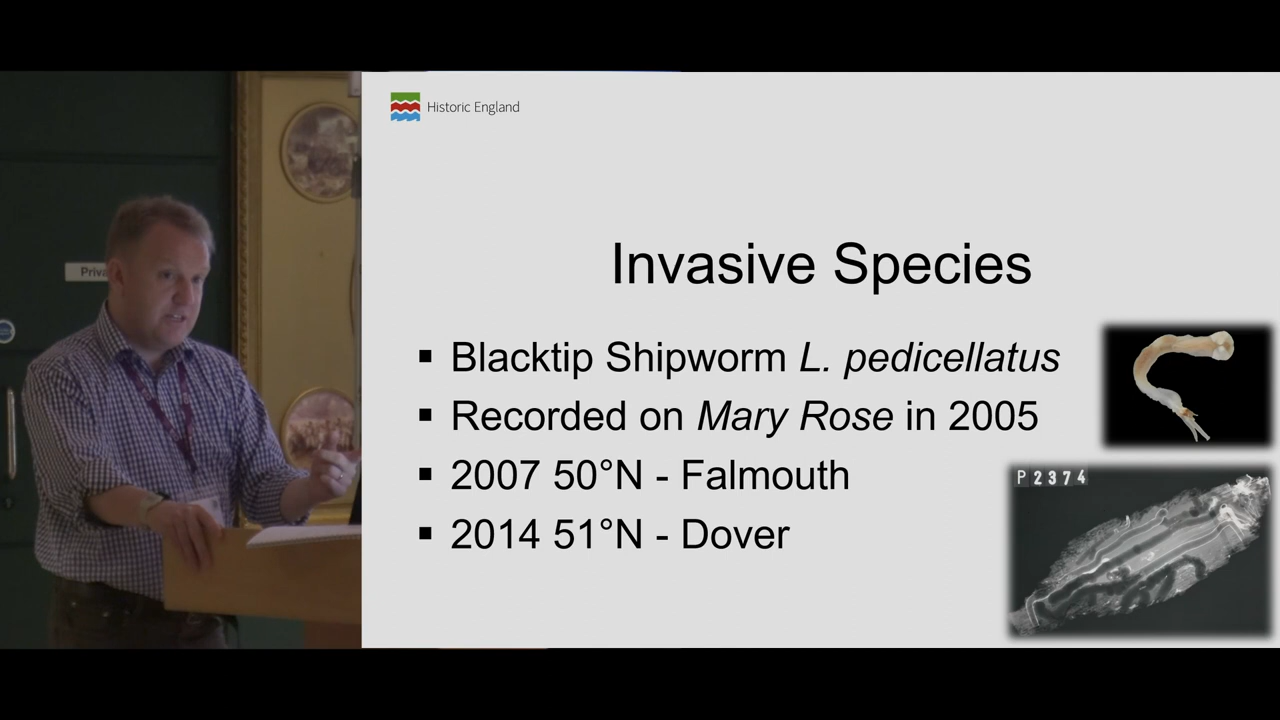 Historic England
Invasive Species
▪ Blacktip Shipworm L. pedicellatus
▪ Recorded on Mary Rose in 2005
▪ 2007 50°N - Falmouth
▪ 2014 51°N - Dover
P2374